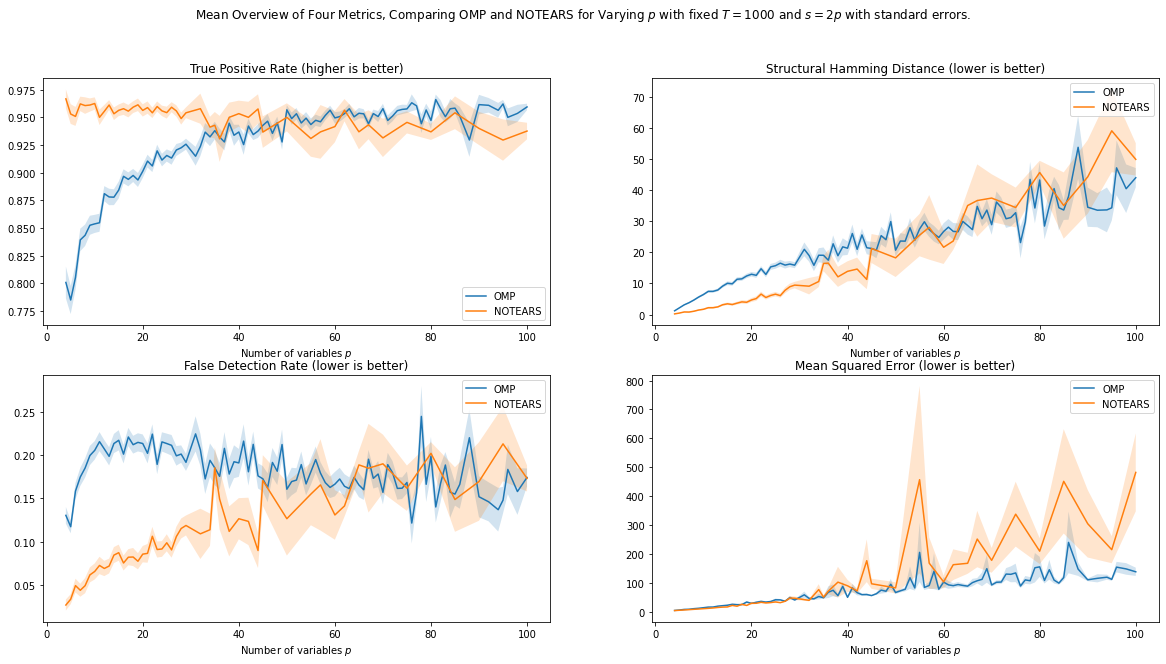 Mean Overview of Four Metrics, Comparing OMP and NOTEARS for Varying p with fixed T = 1000 and s = 2p with standard errors.
True Positive Rate (higher is better)
0.975
0.950
0.925
0.900
0.875
0.850
0.825
0.800
0.775
0 20 40 60 80 100
Number of variables p
OMP
NOTEARS
Structural Hamming Distance (lower is better)
70
60
50
40
30
20
10
0
0 20 40 60 80 100
Number of variables p
OMP
NOTEARS
False Detection Rate (lower is better)
0.25
0.20
0.15
0.10
0.05
0 20 40 60 80 100
Number of variables p
OMP
NOTEARS
Mean Squared Error (lower is better)
800
700
600
500
400
300
200
100
0
0 20 40 60 80 100
Number of variables p
OMP
NOTEARS